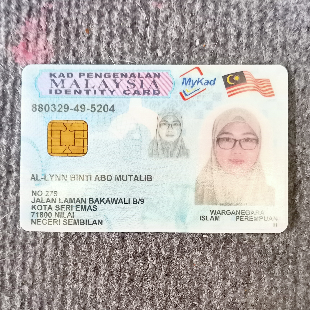 KAD PENGENALAN
MALAYSIA
IDENTITY CARD
MyKad
880329-49-5204
AL-LYNN BINTI ABD MUTALIB
NO 275
JALAN LAMAN BAKAWALI B/9
KOTA SERI EMAS
71800 NILAI
NEGERI SEMBILAN
WARGANEGARA
ISLAM PEREMPUAN